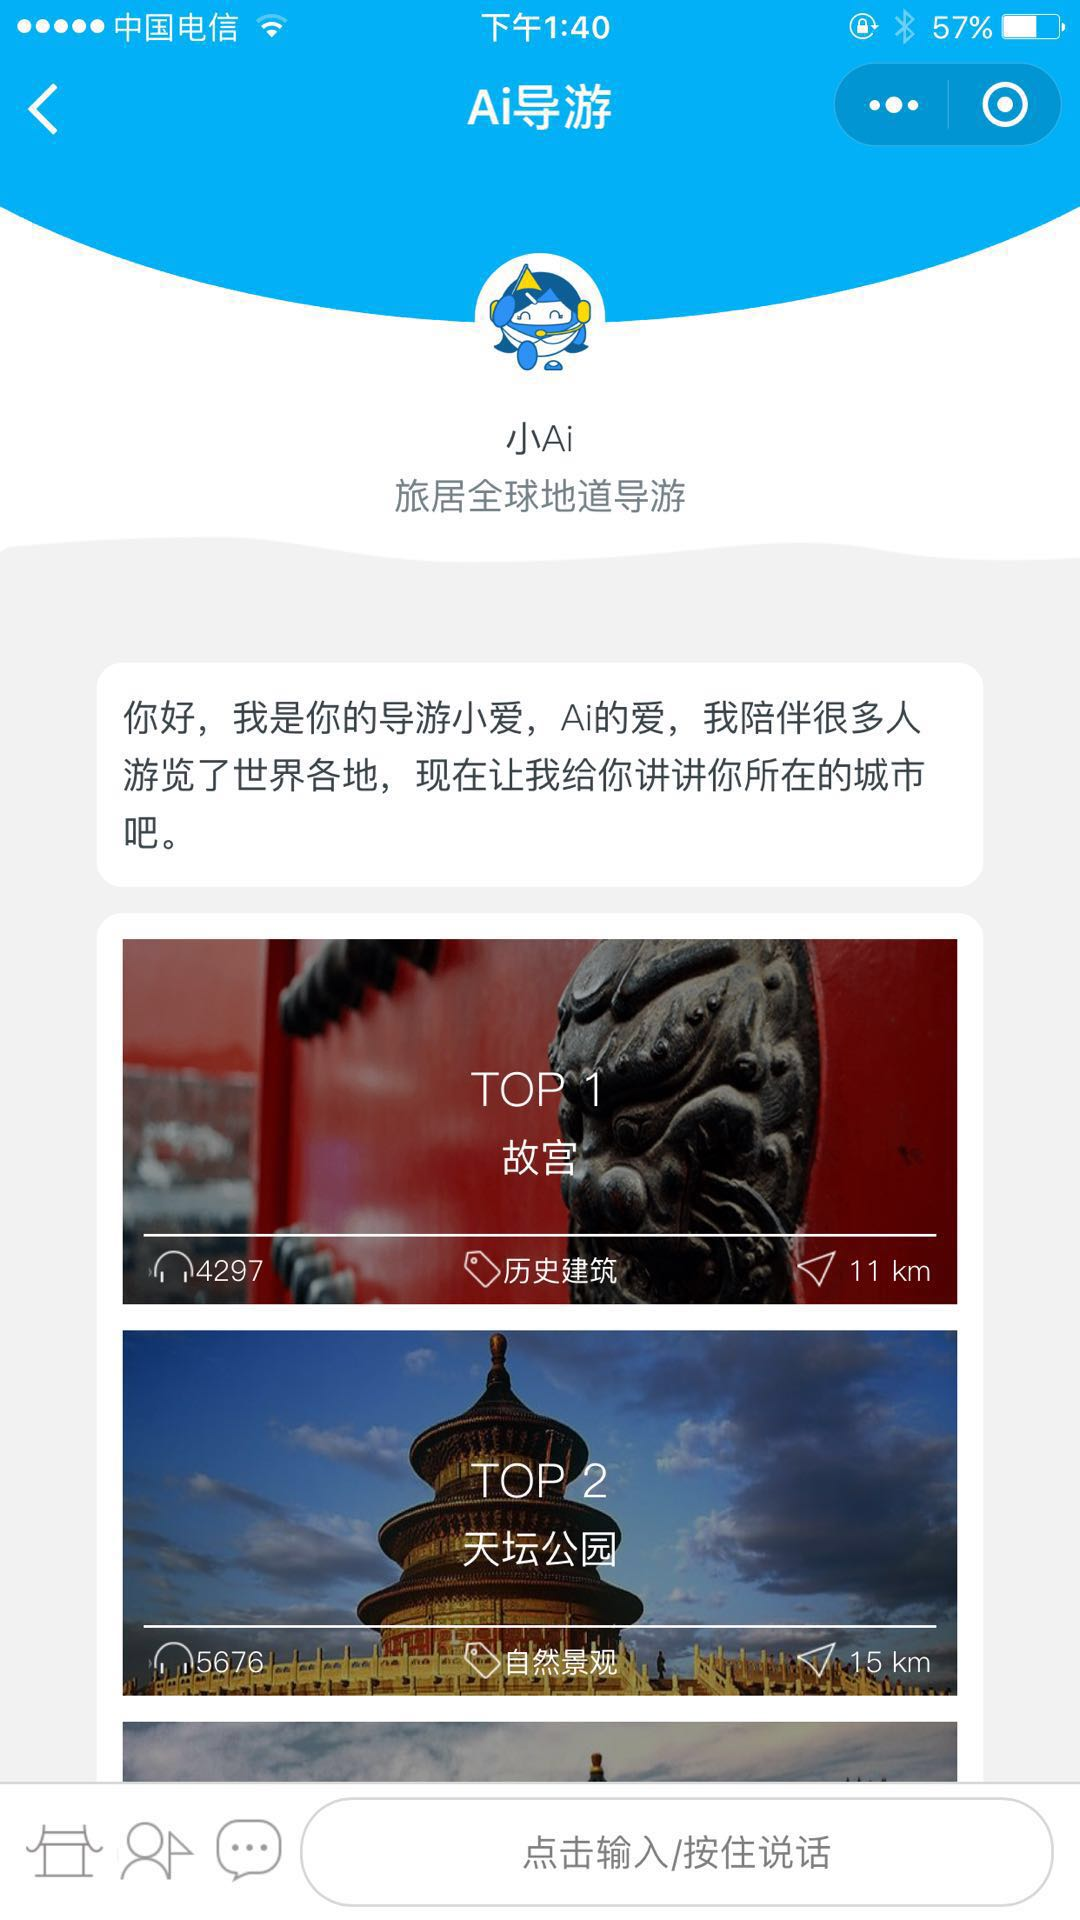 中国电信
下午1:40
57%
Ai导游
小Ai
旅居全球地道导游
你好，我是你的导游小爱，Ai的爱，我陪伴很多人
游览了世界各地，现在让我给你讲讲你所在的城市
吧。
TOP 1
故宫
4297
历史建筑
11 km
TOP 2
天坛公园
5676
自然景观
15 km
点击输入/按住说话